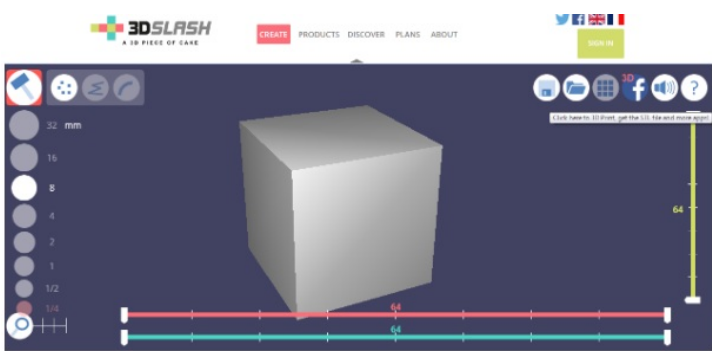 3DSLASH
A 3D PIECE OF CAKE
CREATE PRODUCTS DISCOVER PLANS ABOUT
SIGN IN
3D
Click here to 3D Print, get the STL file and more apps!
32 mm
16
8
4
2
1
1/2
1/4
64
64
64
?